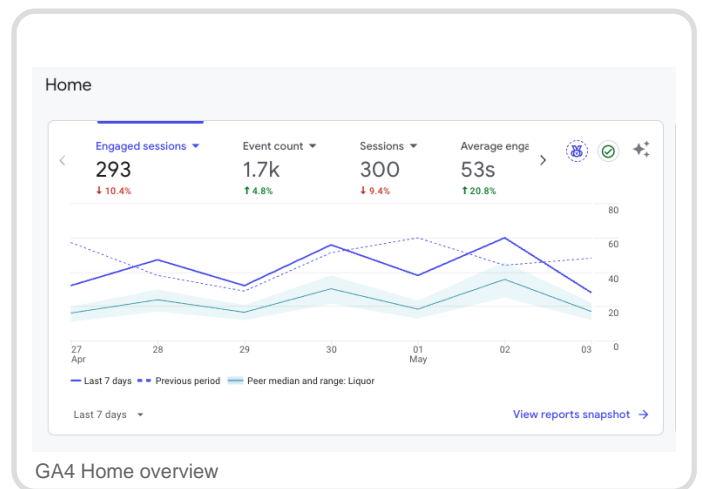 Home
Engaged sessions Event count Sessions Average enga
293 1.7k 300 53s
↓ 10.4% ↑ 4.8% ↓ 9.4% ↑ 20.8%
80
60
40
20
0
27 28 29 30 01 02 03
Apr May
Last 7 days Previous period Peer median and range: Liquor
Last 7 days View reports snapshot →
GA4 Home overview